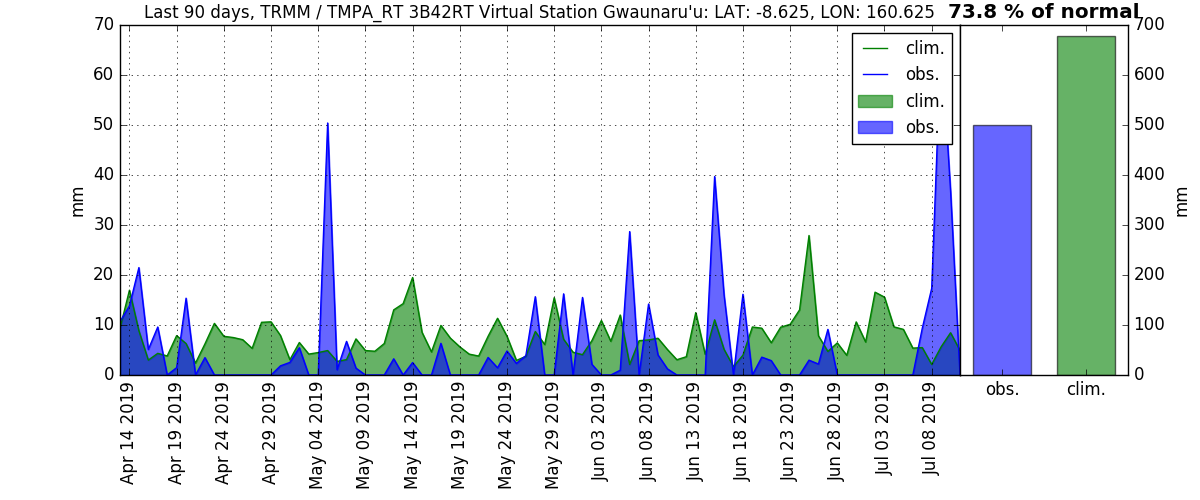 Last 90 days, TRMM / TMPA_RT 3B42RT Virtual Station Gwaunaru'u: LAT: -8.625, LON: 160.625 73.8 % of normal
70
60
50
40
30
20
10
0
mm
clim.
obs.
clim.
obs.
700
600
500
400
300
200
100
0
mm
Apr 14 2019
Apr 19 2019
Apr 24 2019
Apr 29 2019
May 04 2019
May 09 2019
May 14 2019
May 19 2019
May 24 2019
May 29 2019
Jun 03 2019
Jun 08 2019
Jun 13 2019
Jun 18 2019
Jun 23 2019
Jun 28 2019
Jul 03 2019
Jul 08 2019
obs.
clim.